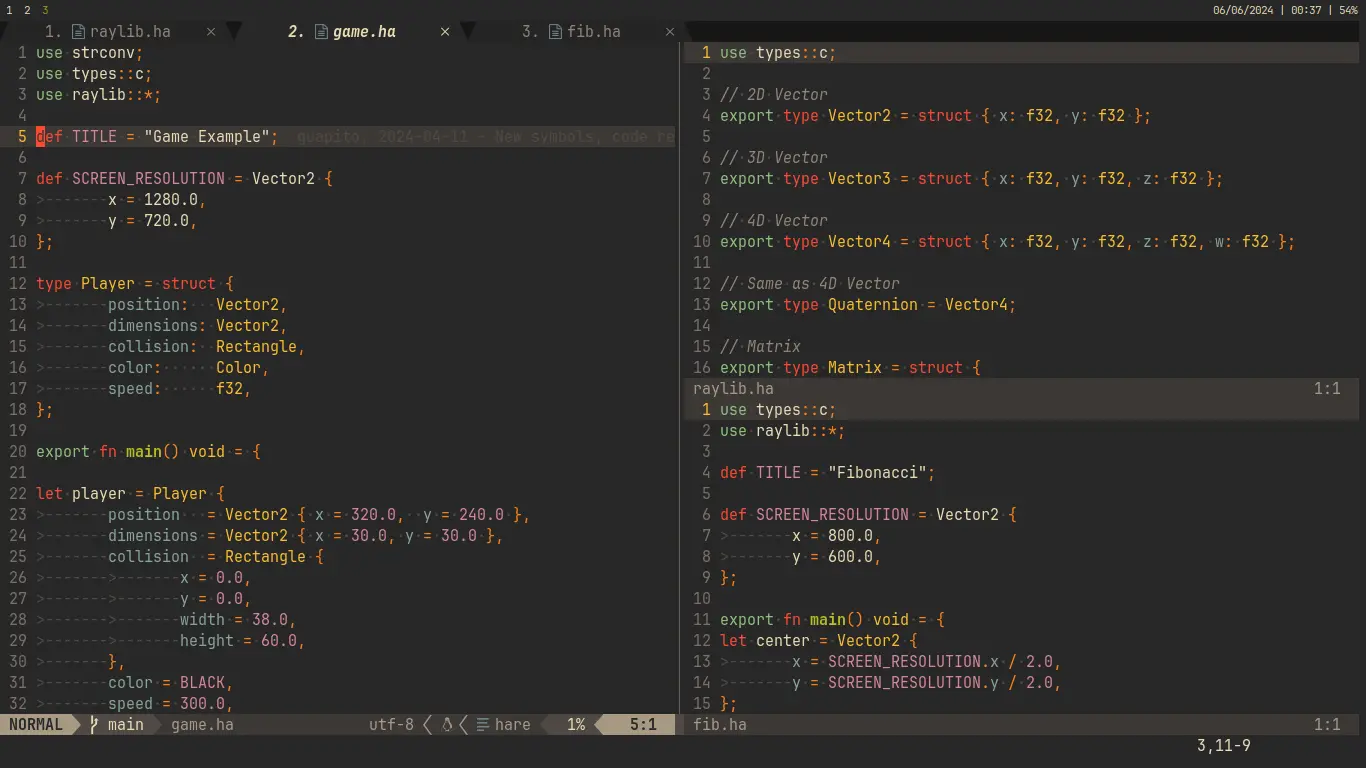 1 2 3
06/06/2024 | 00:37 | 54%
1. raylib.ha × 2. game.ha × 3. fib.ha ×
1 use strconv;
2 use types::c;
3 use raylib::*;
4
5 def TITLE = "Game Example"; guapito, 2024-04-11 - New symbols, code re
6
7 def SCREEN_RESOLUTION = Vector2 {
8 >-------x = 1280.0,
9 >-------y = 720.0,
10 };
11
12 type Player = struct {
13 >-------position:   Vector2,
14 >-------dimensions: Vector2,
15 >-------collision:  Rectangle,
16 >-------color:      Color,
17 >-------speed:      f32,
18 };
19
20 export fn main() void = {
21
22 let player = Player {
23 >-------position   = Vector2 { x = 320.0,  y = 240.0 },
24 >-------dimensions = Vector2 { x = 30.0, y = 30.0 },
25 >-------collision  = Rectangle {
26 >------->-------x = 0.0,
27 >------->-------y = 0.0,
28 >------->-------width = 38.0,
29 >------->-------height = 60.0,
30 >-------},
31 >-------color = BLACK,
32 >-------speed = 300.0,
NORMAL main game.ha utf-8 hare 1% 5:1
1 use types::c;
2
3 // 2D Vector
4 export type Vector2 = struct { x: f32, y: f32 };
5
6 // 3D Vector
7 export type Vector3 = struct { x: f32, y: f32, z: f32 };
8
9 // 4D Vector
10 export type Vector4 = struct { x: f32, y: f32, z: f32, w: f32 };
11
12 // Same as 4D Vector
13 export type Quaternion = Vector4;
14
15 // Matrix
16 export type Matrix = struct {
raylib.ha 1:1
1 use types::c;
2 use raylib::*;
3
4 def TITLE = "Fibonacci";
5
6 def SCREEN_RESOLUTION = Vector2 {
7 >-------x = 800.0,
8 >-------y = 600.0,
9 };
10
11 export fn main() void = {
12 let center = Vector2 {
13 >-------x = SCREEN_RESOLUTION.x / 2.0,
14 >-------y = SCREEN_RESOLUTION.y / 2.0,
15 };
fib.ha 1:1
3,11-9